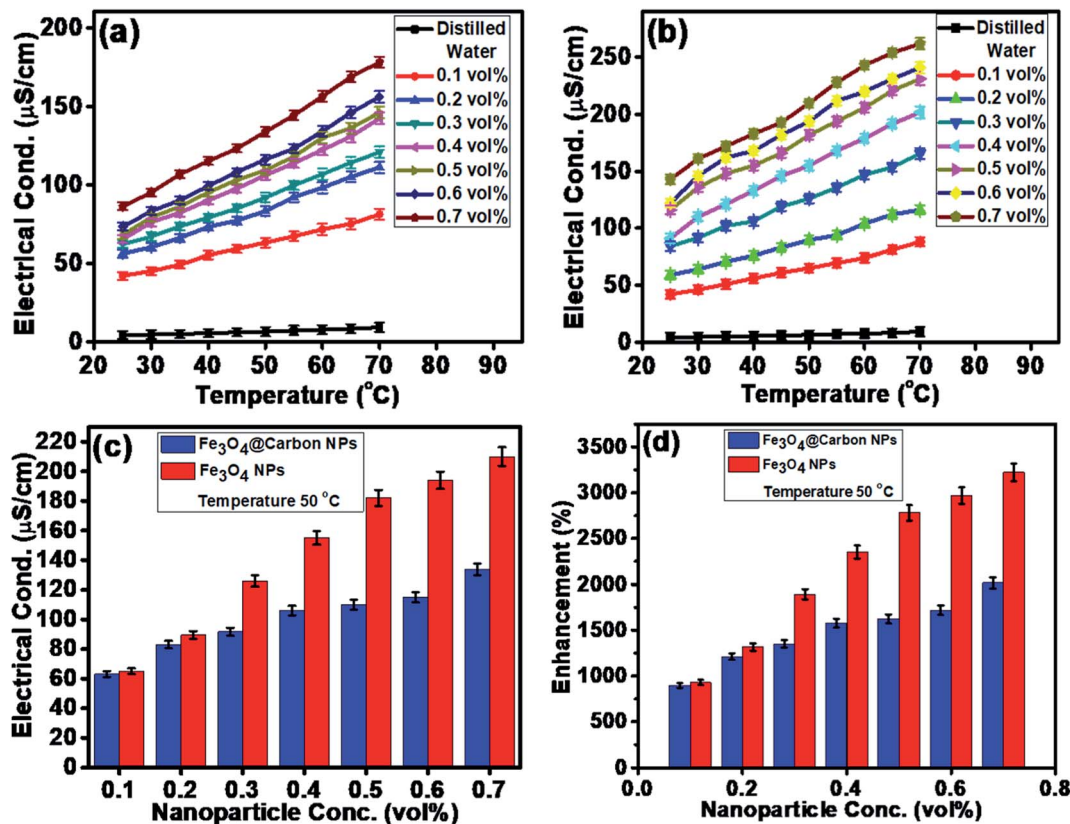 (a)
Distilled
Water
0.1 vol%
0.2 vol%
0.3 vol%
0.4 vol%
0.5 vol%
0.6 vol%
0.7 vol%
200
150
100
50
0
Electrical Cond. (μS/cm)
20 30 40 50 60 70 80 90
Temperature (°C)
(b)
Distilled
Water
0.1 vol%
0.2 vol%
0.3 vol%
0.4 vol%
0.5 vol%
0.6 vol%
0.7 vol%
250
200
150
100
50
0
Electrical Cond. (μS/cm)
20 30 40 50 60 70 80 90
Temperature (°C)
(c)
Fe₃O₄@Carbon NPs
Fe₃O₄ NPs
Temperature 50 °C
220
200
180
160
140
120
100
80
60
40
20
0
Electrical Cond. (μS/cm)
0.1 0.2 0.3 0.4 0.5 0.6 0.7
Nanoparticle Conc. (vol%)
(d)
Fe₃O₄@Carbon NPs
Fe₃O₄ NPs
Temperature 50 °C
3500
3000
2500
2000
1500
1000
500
0
Enhancement (%)
0.0 0.2 0.4 0.6 0.8
Nanoparticle Conc. (vol%)